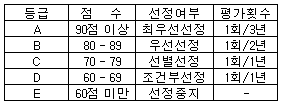 등급 점 수 선정여부 평가횟수
A 90점 이상 최우선선정 1회/3년
B 80 - 89 우선선정 1회/2년
C 70 - 79 선별선정 1회/1년
D 60 - 69 조건부선정 1회/1년
E 60점 미만 선정중지 -